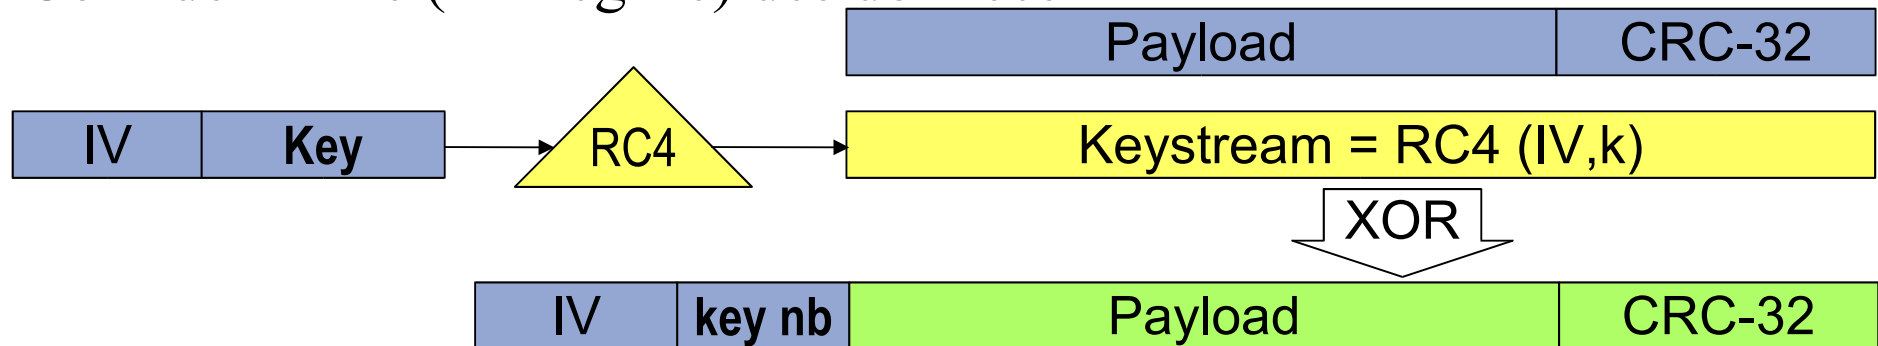 Payload CRC-32
IV Key RC4 Keystream = RC4 (IV,k)
XOR
IV key nb Payload CRC-32